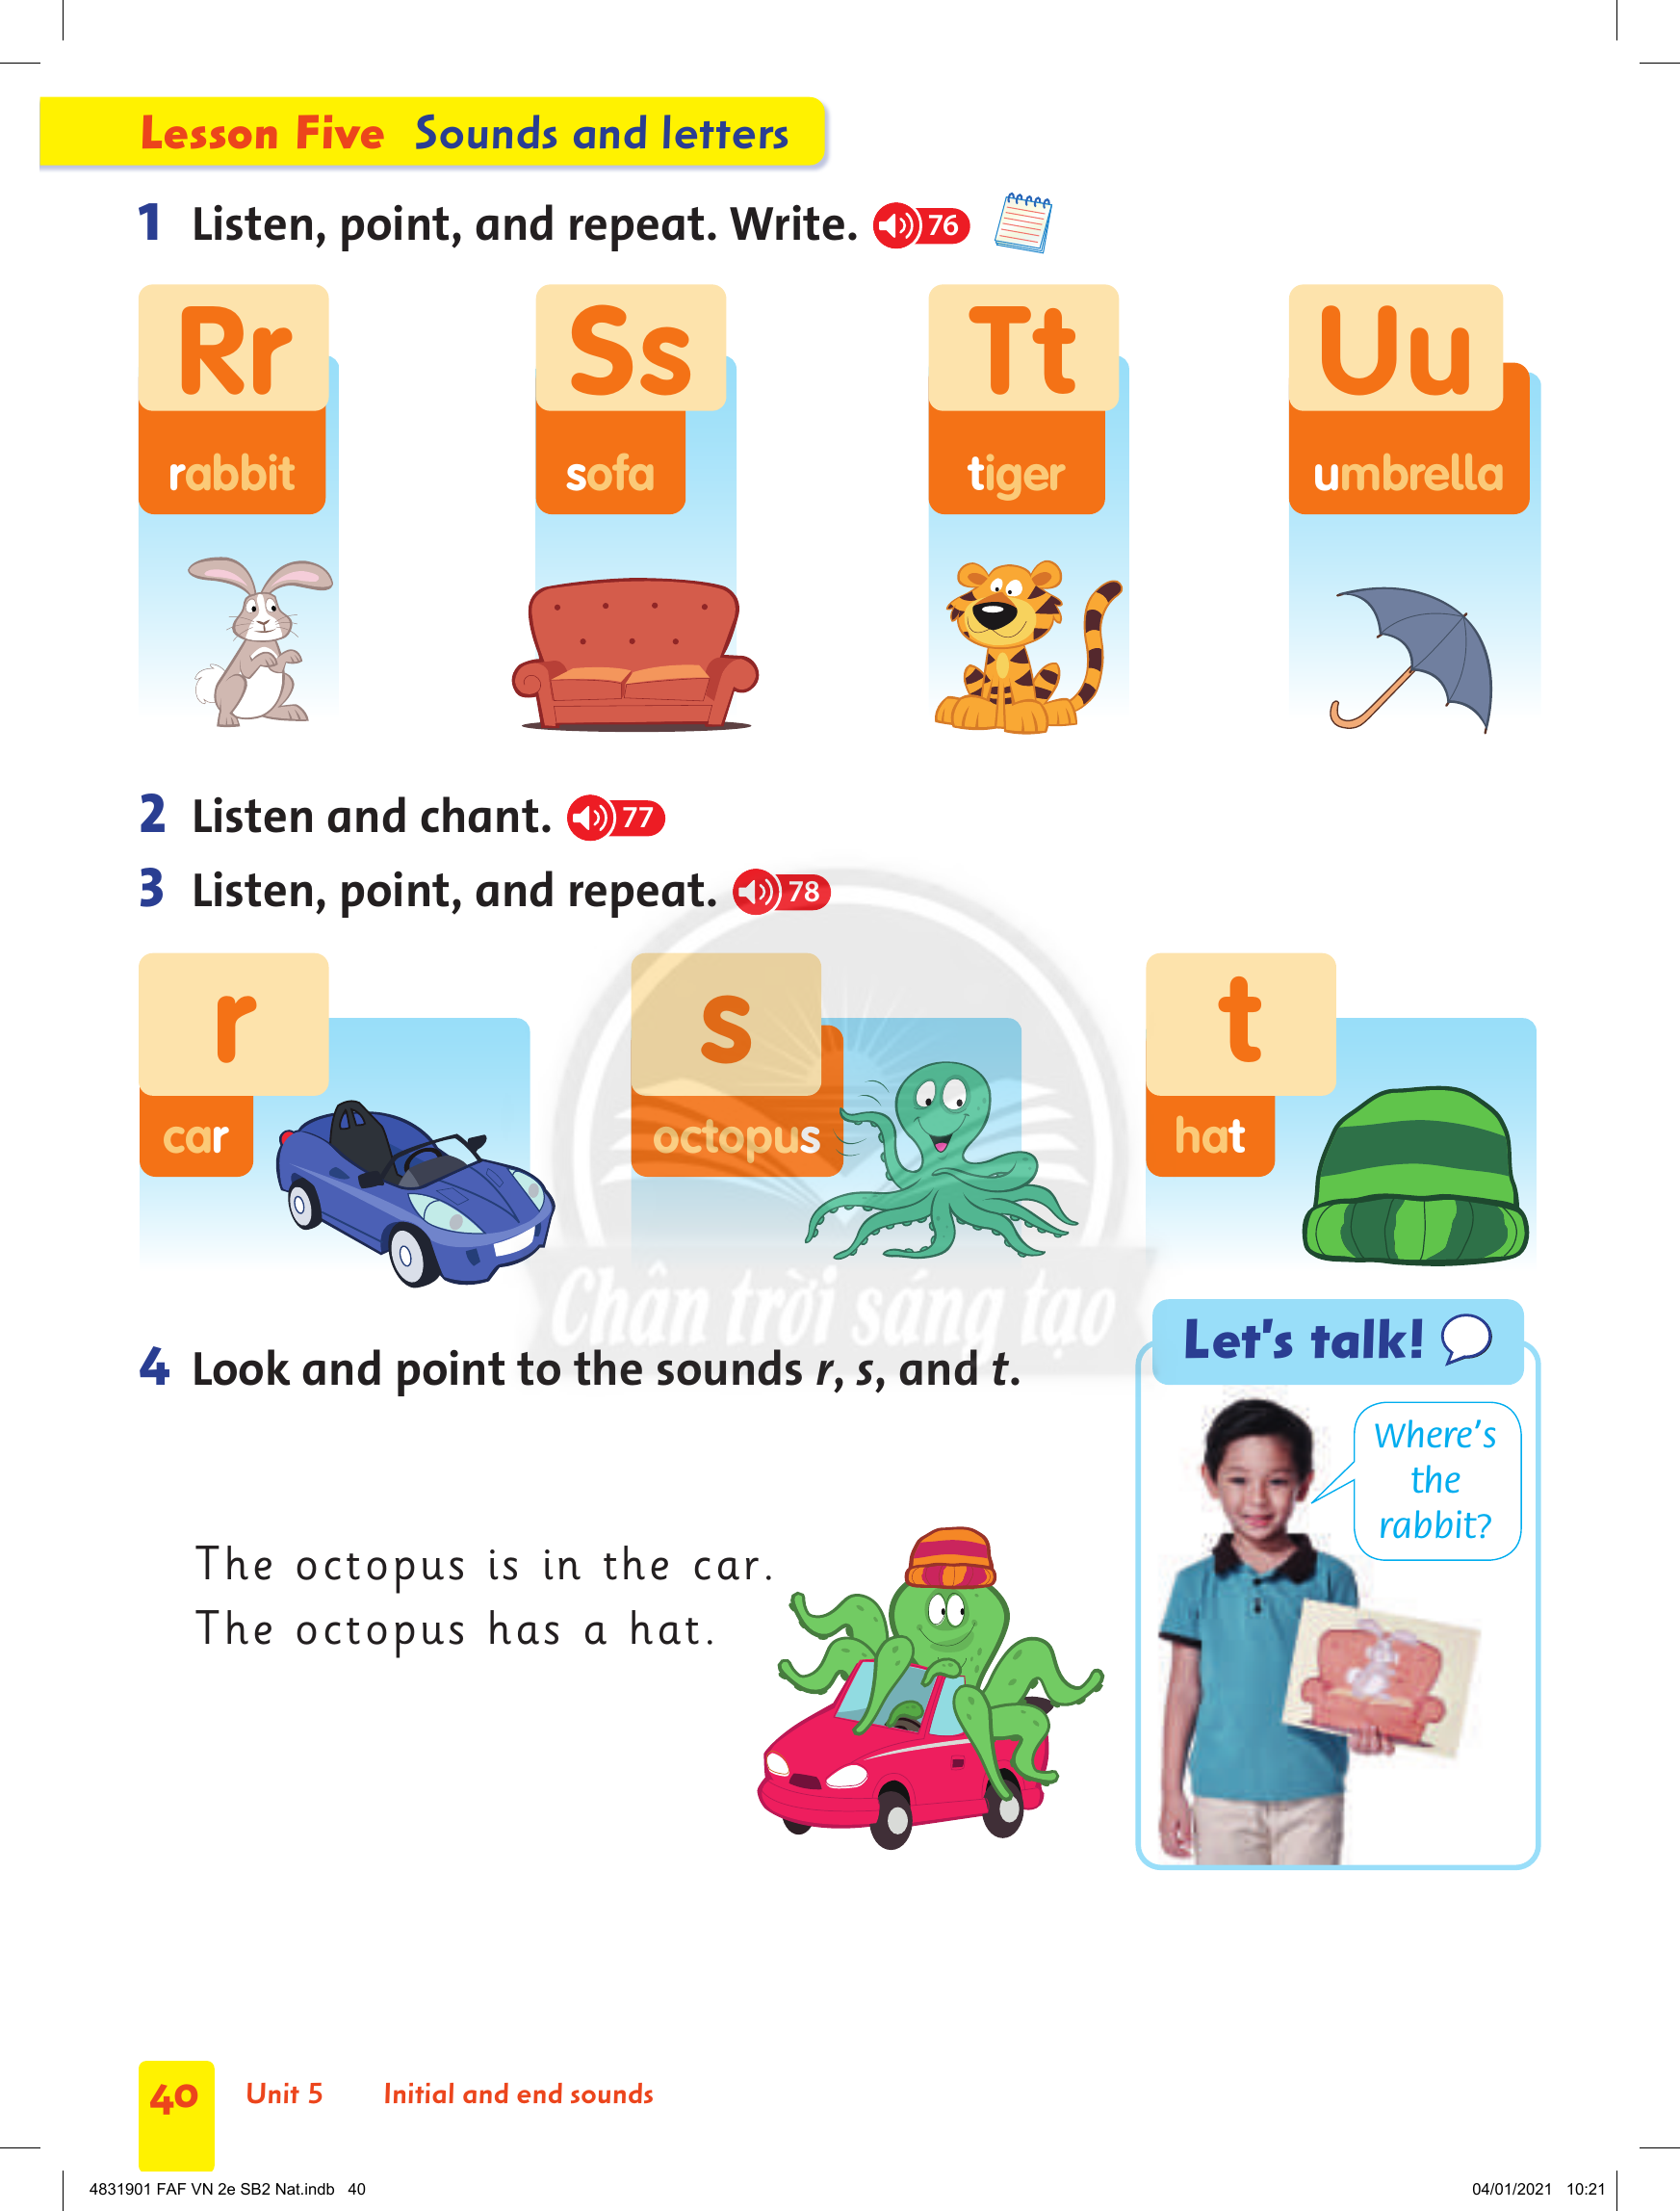 Lesson Five Sounds and letters
1 Listen, point, and repeat. Write. 76
Rr
rabbit
Ss
sofa
Tt
tiger
Uu
umbrella
2 Listen and chant. 77
3 Listen, point, and repeat. 78
r
car
s
octopus
t
hat
Chân trời sáng tạo
4 Look and point to the sounds r, s, and t.
The octopus is in the car.
The octopus has a hat.
Let's talk!
Where's
the
rabbit?
40 Unit 5 Initial and end sounds
4831901 FAF VN 2e SB2 Nat.indb 40 04/01/2021 10:21